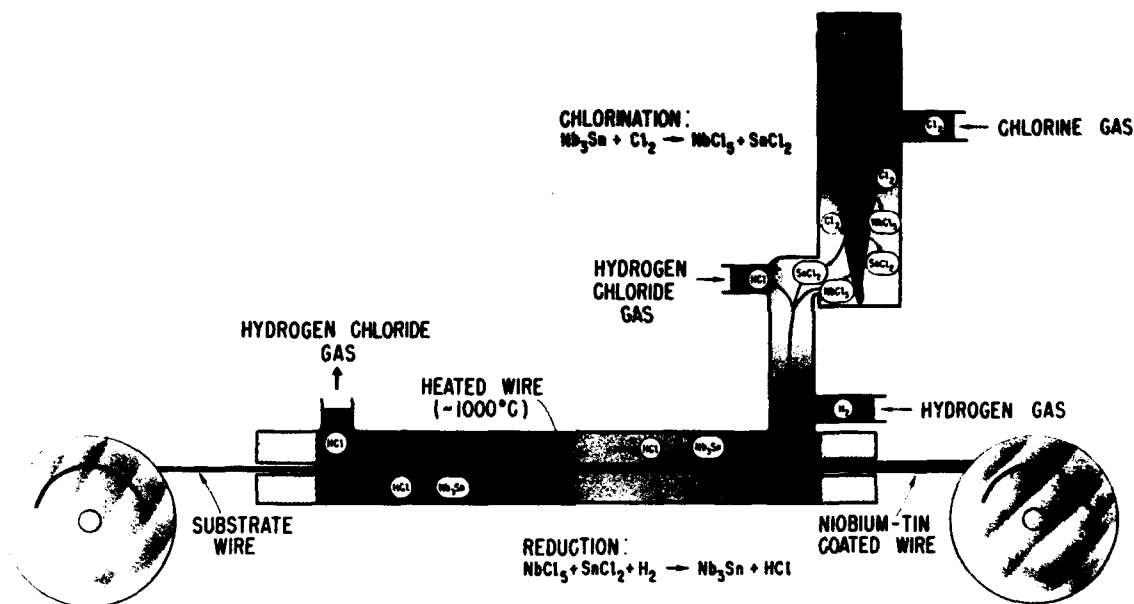 CHLORINATION:
Nb₃Sn + Cl₂ → NbCl₅ + SnCl₂
Cl₂
← CHLORINE GAS
Cl₂
Cl₂
NbCl₅
SnCl₂
HYDROGEN
CHLORIDE
GAS
HCl
SnCl₂
NbCl₅
HYDROGEN CHLORIDE
GAS
HEATED WIRE
(~1000°C)
H₂
← HYDROGEN GAS
HCl
HCl
Nb₃Sn
HCl
Nb₃Sn
SUBSTRATE
WIRE
NIOBIUM-TIN
COATED WIRE
REDUCTION:
NbCl₅ + SnCl₂ + H₂ → Nb₃Sn + HCl